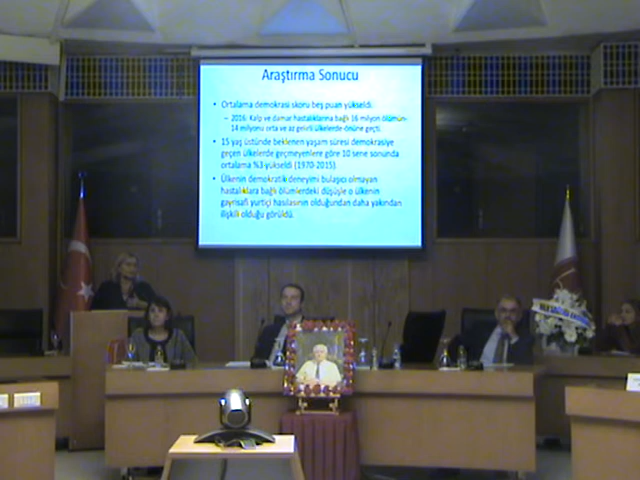 Araştırma Sonucu
• Ortalama demokrasi skoru beş puan yükseldi.
– 2016: Kalp ve damar hastalıklarına bağlı 16 milyon ölümün
14 milyonu orta ve az gelirli ülkelerde önüne geçti.
• 15 yaş üstünde beklenen yaşam süresi demokrasiye
geçen ülkelerde geçmeyenlere göre 10 sene sonunda
ortalama %3 yükseldi (1970-2015).
• Ülkenin demokratik deneyimi bulaşıcı olmayan
hastalıklara bağlı ölümlerdeki düşüşle o ülkenin
gayrısafi yurtiçi hasılasının olduğundan daha yakından
ilişkili olduğu görüldü.